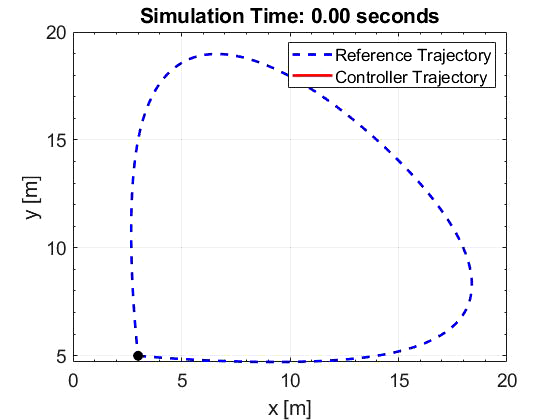 Simulation Time: 0.00 seconds
Reference Trajectory
Controller Trajectory
20
15
10
5
y [m]
0
5
10
15
20
x [m]